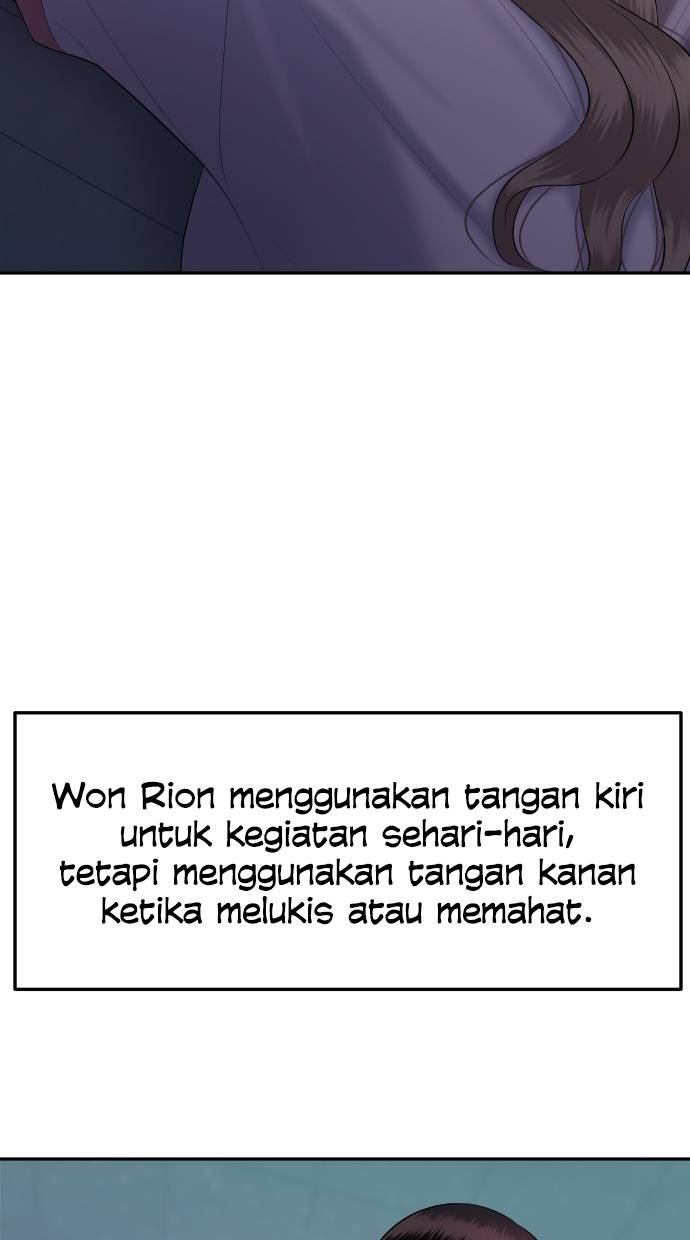 Won Rion menggunakan tangan kiri
untuk kegiatan sehari-hari,
tetapi menggunakan tangan kanan
ketika melukis atau memahat.